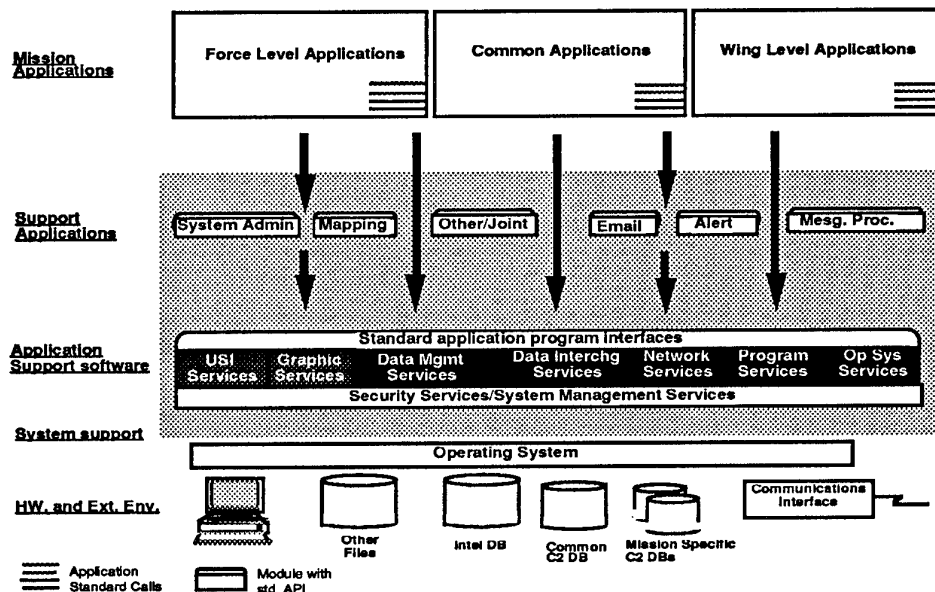 Mission
Applications
Force Level Applications
Common Applications
Wing Level Applications
Support
Applications
System Admin
Mapping
Other/Joint
Email
Alert
Mesg. Proc.
Application
Support software
Standard application program interfaces
USI
Services
Graphic
Services
Data Mgmt
Services
Data Interchg
Services
Network
Services
Program
Services
Op Sys
Services
Security Services/System Management Services
System support
Operating System
HW. and Ext. Env.
Other
Files
Intel DB
Common
C2 DB
Mission Specific
C2 DBs
Communications
Interface
Application
Standard Calls
Module with
std. API